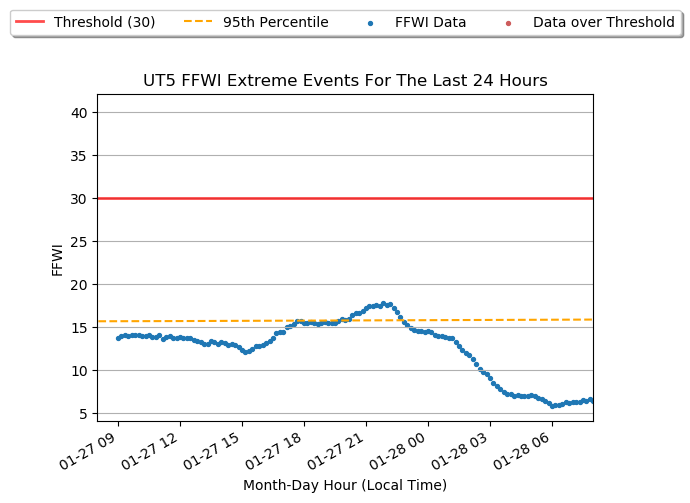 Threshold (30) 95th Percentile FFWI Data Data over Threshold
UT5 FFWI Extreme Events For The Last 24 Hours
40
35
30
25
20
15
10
5
FFWI
01-27 09 01-27 12 01-27 15 01-27 18 01-27 21 01-28 00 01-28 03 01-28 06
Month-Day Hour (Local Time)